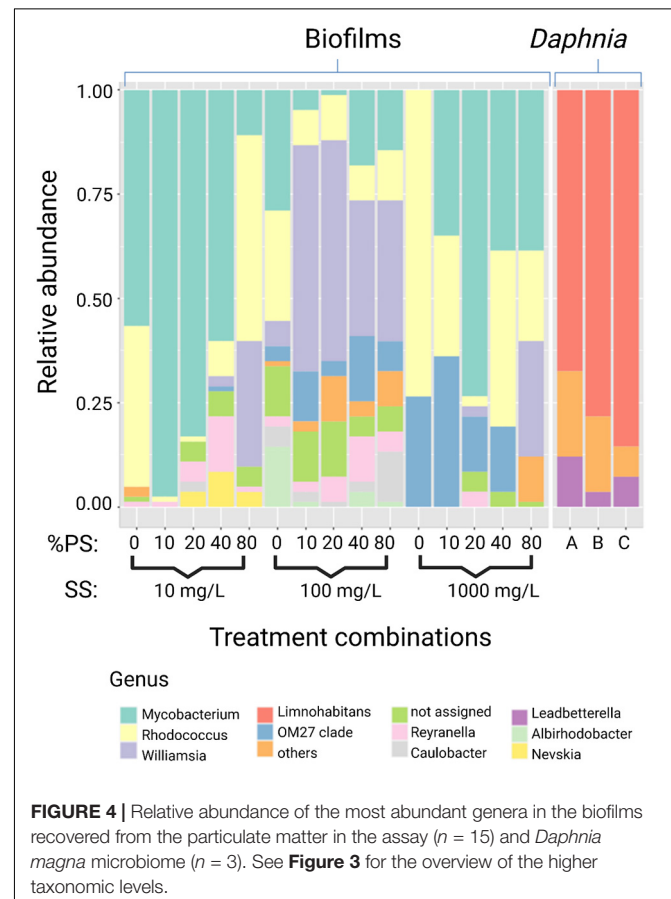 Biofilms Daphnia
1.00
0.75
0.50
0.25
0.00
Relative abundance
%PS: 0 10 20 40 80 0 10 20 40 80 0 10 20 40 80 A B C
SS: 10 mg/L 100 mg/L 1000 mg/L
Treatment combinations
Genus
Mycobacterium
Rhodococcus
Williamsia
Limnohabitans
OM27 clade
others
not assigned
Reyranella
Caulobacter
Leadbetterella
Albirhodobacter
Nevskia
FIGURE 4 | Relative abundance of the most abundant genera in the biofilms
recovered from the particulate matter in the assay (n = 15) and Daphnia
magna microbiome (n = 3). See Figure 3 for the overview of the higher
taxonomic levels.